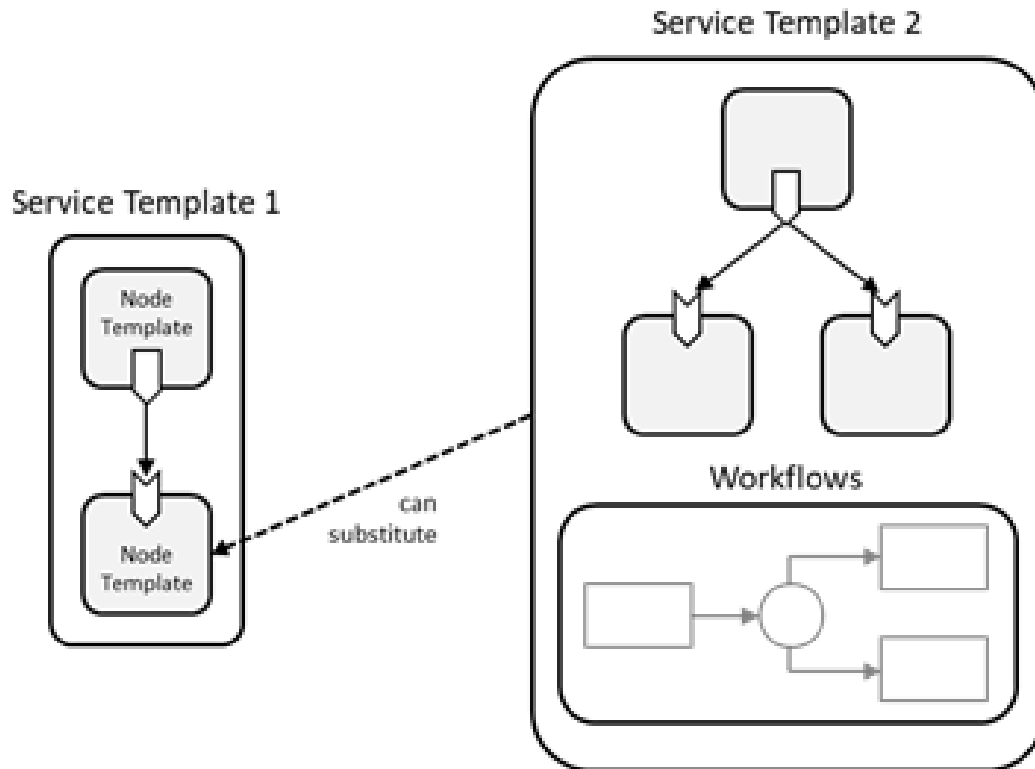 Service Template 2
Service Template 1
Node
Template
can
substitute
Node
Template
Workflows